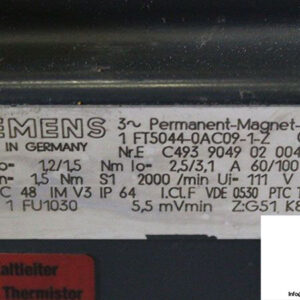 EMENS 3~ Permanent-Magnet-
1 FT5044-0AC09-1-Z
IN GERMANY Nr.E C493 9049 02 004
o- 1,2/1,5 Nm Io- 2,5/3,1 A 60/100
n- 1,5 Nm S1 2000 /min Ui- 111 V
C 48 IM V3 IP 64 I.CL.F VDE 0530 PTC
1 FU1030 5,5 mVmin Z:G51 K8
altleiter
Thermistor